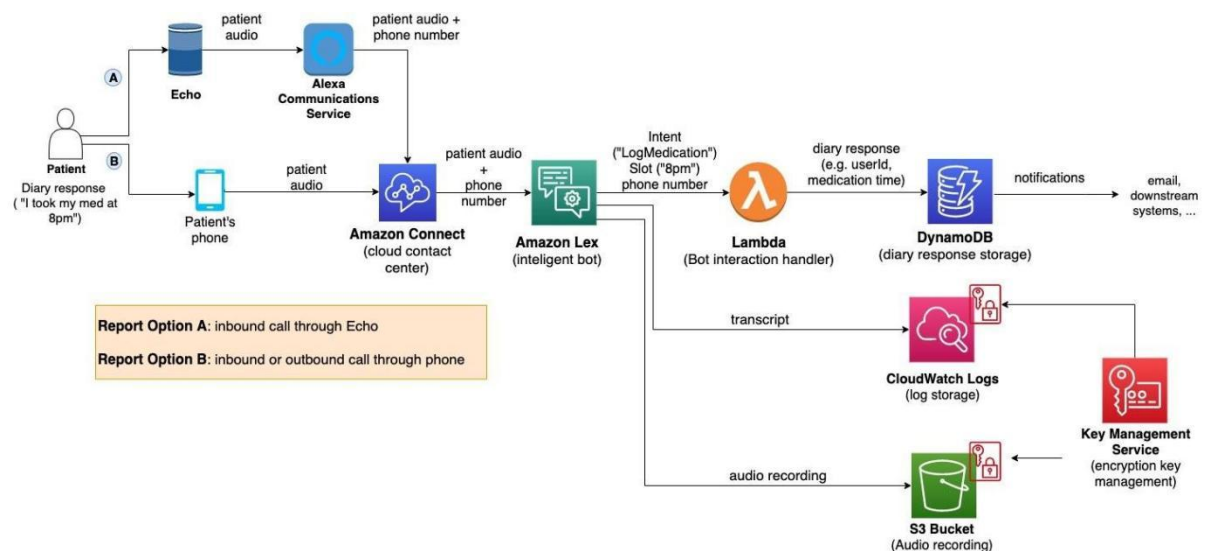 patient
audio
patient audio +
phone number
A
Echo
Alexa
Communications
Service
Patient
Diary response
( "I took my med at
8pm")
B
Patient's
phone
patient
audio
Amazon Connect
(cloud contact
center)
patient audio
+
phone
number
Amazon Lex
(inteligent bot)
Intent
("LogMedication")
Slot ("8pm")
phone number
Lambda
(Bot interaction handler)
diary response
(e.g. userId,
medication time)
DynamoDB
(diary response storage)
notifications
email,
downstream
systems, ...
Report Option A: inbound call through Echo
Report Option B: inbound or outbound call through phone
transcript
CloudWatch Logs
(log storage)
Key Management
Service
(encryption key
management)
audio recording
S3 Bucket
(Audio recording)